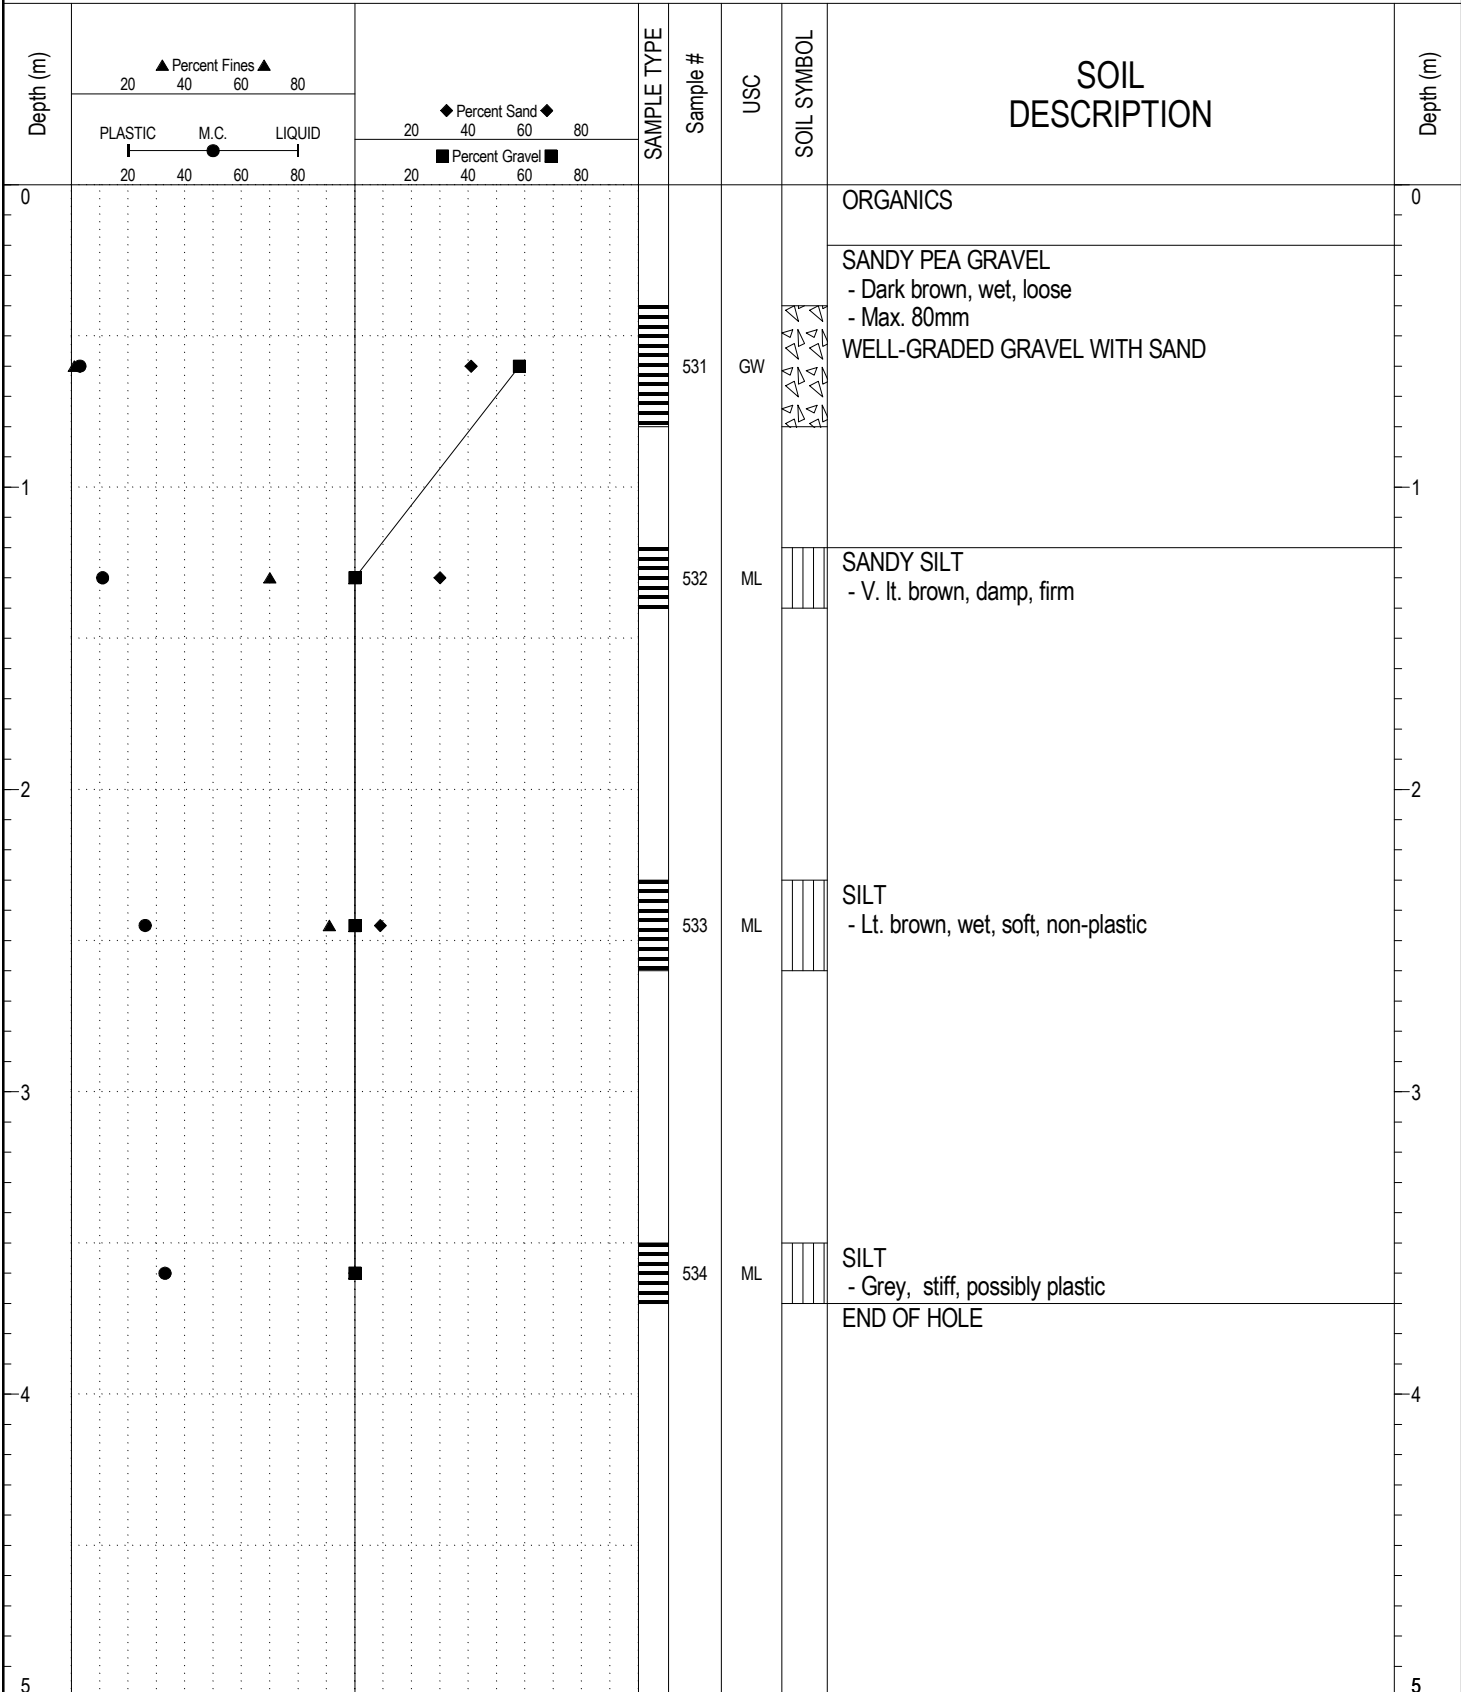 Depth (m)
▲ Percent Fines ▲
20 40 60 80
PLASTIC M.C. LIQUID
20 40 60 80
◆ Percent Sand ◆
20 40 60 80
■ Percent Gravel ■
20 40 60 80
SAMPLE TYPE
Sample #
USC
SOIL SYMBOL
SOIL
DESCRIPTION
Depth (m)
0 ORGANICS 0
SANDY PEA GRAVEL
- Dark brown, wet, loose
- Max. 80mm
WELL-GRADED GRAVEL WITH SAND
531 GW
1 1
SANDY SILT
532 ML
- V. lt. brown, damp, firm
2 2
SILT
533 ML - Lt. brown, wet, soft, non-plastic
3 3
SILT
534 ML
- Grey, stiff, possibly plastic
END OF HOLE
4 4
5 5